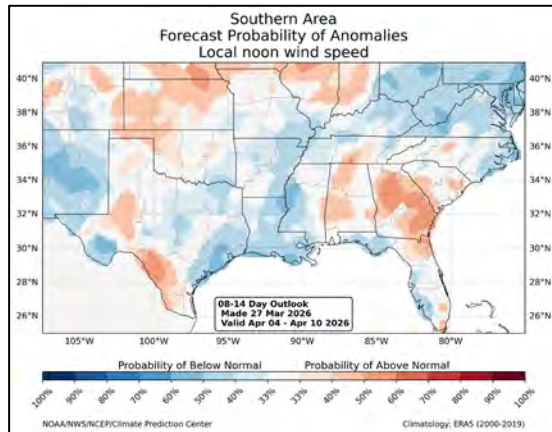 Southern Area
Forecast Probability of Anomalies
Local noon wind speed
40°N
38°N
36°N
34°N
32°N
30°N
28°N
26°N
40°N
38°N
36°N
34°N
32°N
30°N
28°N
26°N
08-14 Day Outlook
Made 27 Mar 2026
Valid Apr 04 - Apr 10 2026
105°W 100°W 95°W 90°W 85°W 80°W
Probability of Below Normal Probability of Above Normal
100% 90% 80% 70% 60% 50% 40% 33% 33% 40% 50% 60% 70% 80% 90% 100%
NOAA/NWS/NCEP/Climate Prediction Center Climatology: ERA5 (2000-2019)